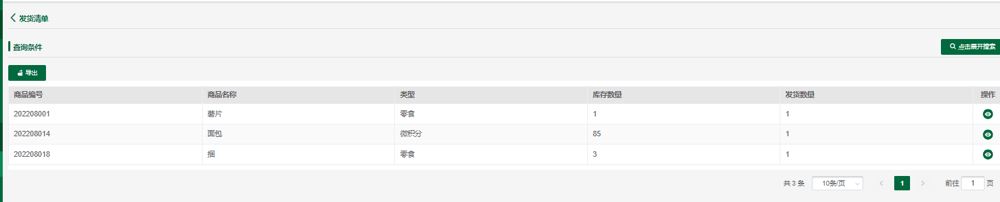 发货清单
查询条件
点击展开搜索
导出
商品编号 商品名称 类型 库存数量 发货数量 操作
202208001 薯片 零食 1 1
202208014 面包 微积分 85 1
202208018 捆 零食 3 1
共 3 条 10条/页 1 前往 1 页